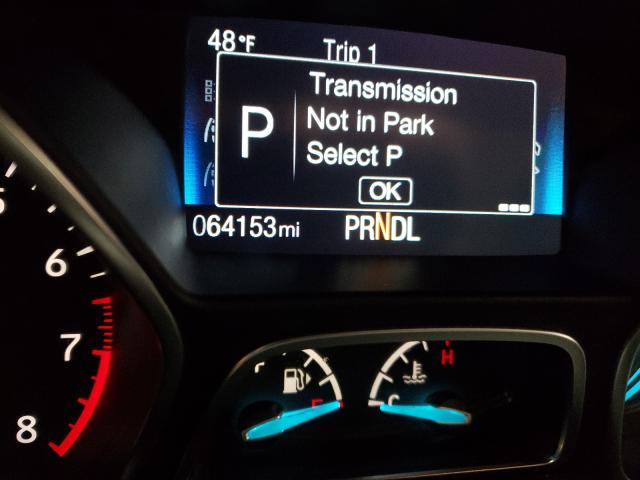 48°F Trip 1
Transmission
P
Not in Park
Select P
OK
064153mi PRNDL
6
7
8
H
C